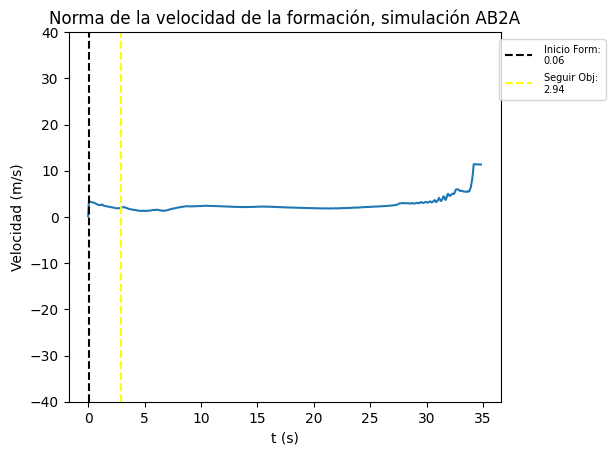 Norma de la velocidad de la formación, simulación AB2A
Inicio Form:
0.06
Seguir Obj:
2.94
Velocidad (m/s)
40
30
20
10
0
−10
−20
−30
−40
0 5 10 15 20 25 30 35
t (s)